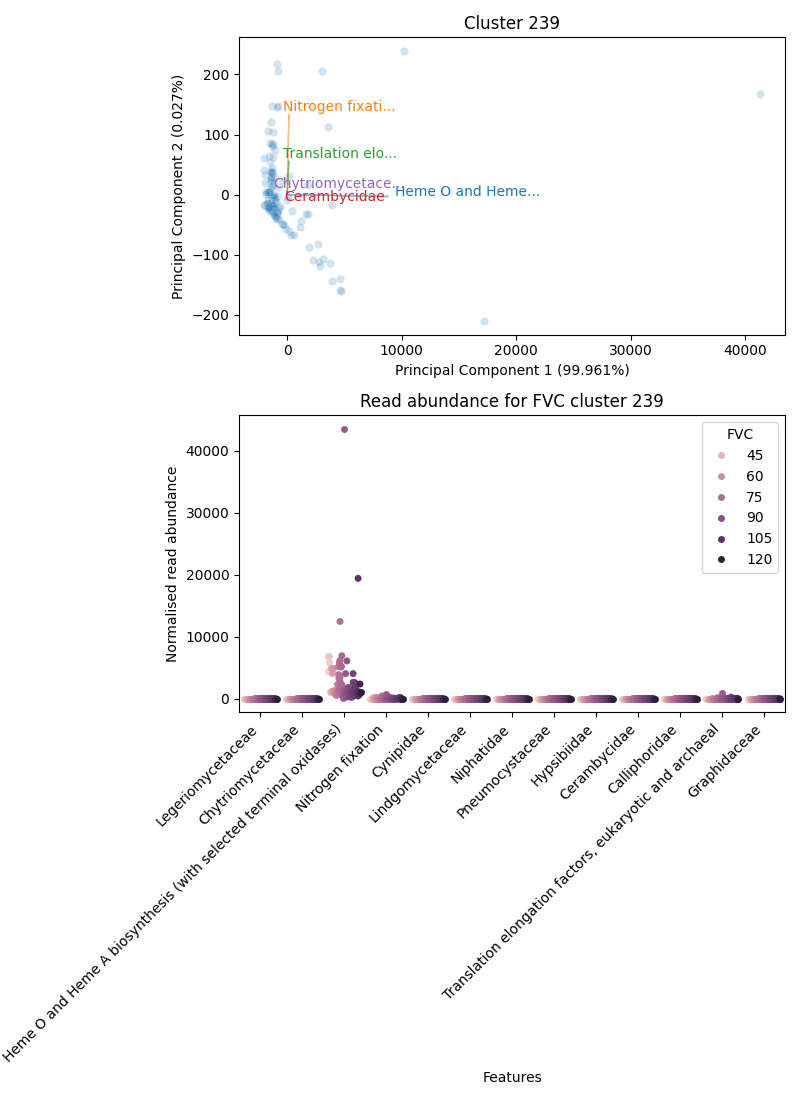 Cluster 239
Principal Component 2 (0.027%)
200
100
0
−100
−200
Nitrogen fixati...
Translation elo...
Chytriomycetace...
Cerambycidae
Heme O and Heme...
0
10000
20000
30000
40000
Principal Component 1 (99.961%)
Read abundance for FVC cluster 239
Normalised read abundance
40000
30000
20000
10000
0
FVC
45
60
75
90
105
120
Legeriomycetaceae
Chytriomycetaceae
Heme O and Heme A biosynthesis (with selected terminal oxidases)
Nitrogen fixation
Cynipidae
Lindgomycetaceae
Niphatidae
Pneumocystaceae
Hypsibiidae
Cerambycidae
Calliphoridae
Translation elongation factors, eukaryotic and archaeal
Graphidaceae
Features